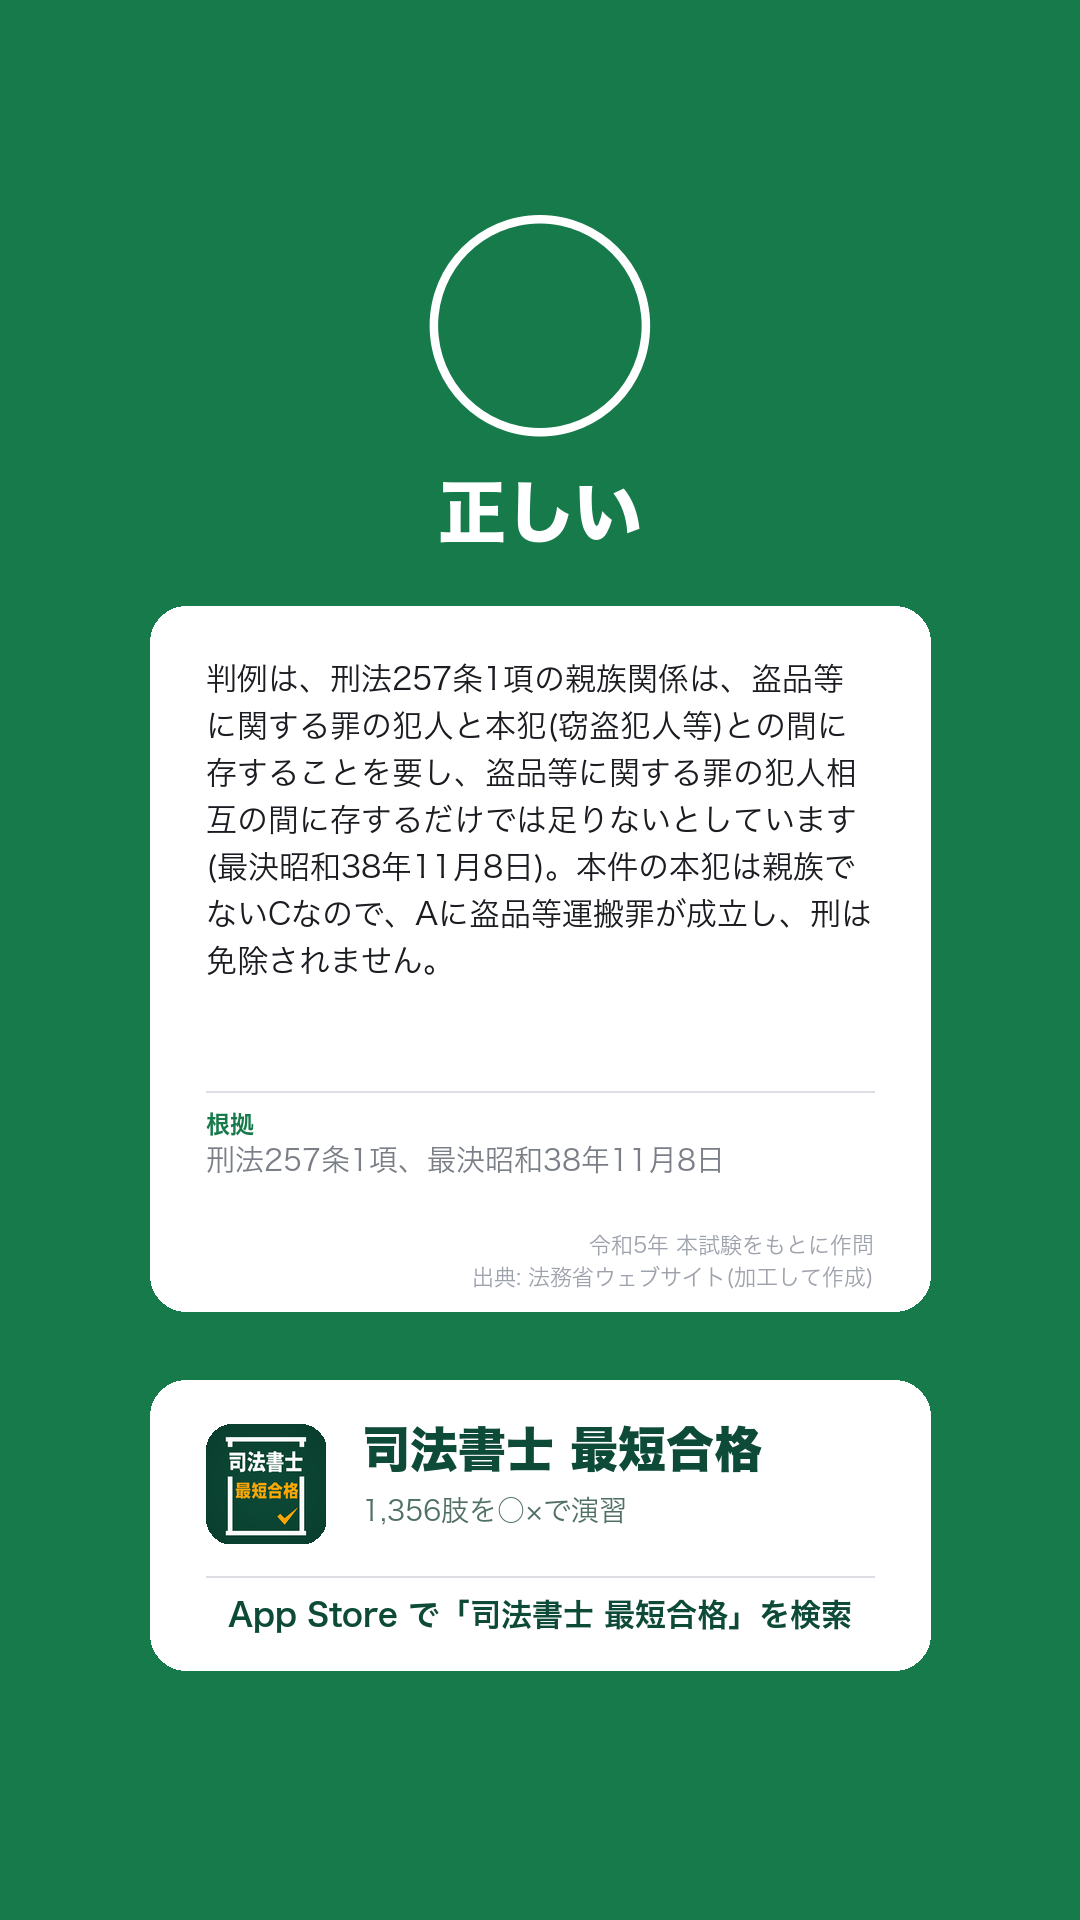 正しい
判例は、刑法257条1項の親族関係は、盗品等
に関する罪の犯人と本犯(窃盗犯人等)との間に
存することを要し、盗品等に関する罪の犯人相
互の間に存するだけでは足りないとしています
(最決昭和38年11月8日)。本件の本犯は親族で
ないCなので、Aに盗品等運搬罪が成立し、刑は
免除されません。
根拠
刑法257条1項、最決昭和38年11月8日
令和5年 本試験をもとに作問
出典: 法務省ウェブサイト(加工して作成)
司法書士
最短合格
司法書士 最短合格
1,356肢を○×で演習
App Store で「司法書士 最短合格」を検索